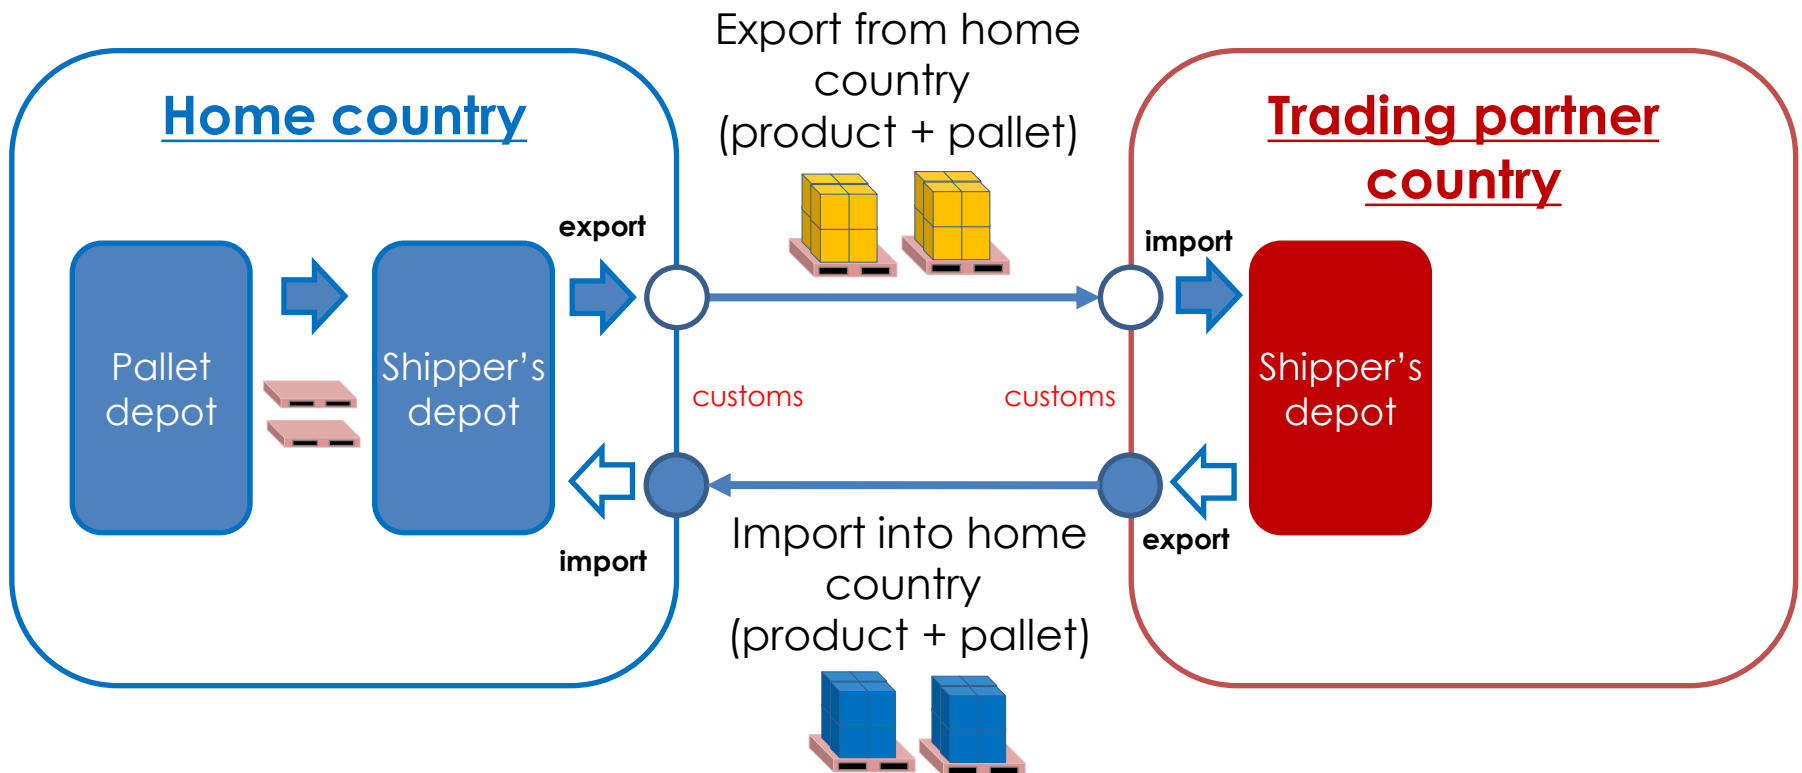 Export from home
country
(product + pallet)
Home country
Trading partner
country
export
import
Pallet
depot
Shipper’s
depot
customs
customs
Shipper’s
depot
import
export
Import into home
country
(product + pallet)